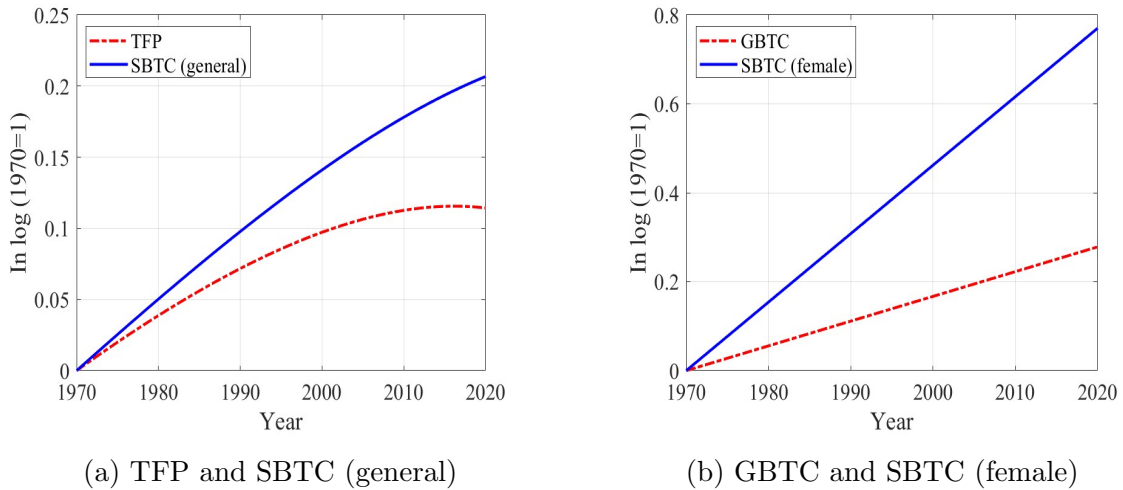 0.25
0.2
0.15
0.1
0.05
0
In log (1970=1)
TFP
SBTC (general)
1970 1980 1990 2000 2010 2020
Year
(a) TFP and SBTC (general)
0.8
0.6
0.4
0.2
0
In log (1970=1)
GBTC
SBTC (female)
1970 1980 1990 2000 2010 2020
Year
(b) GBTC and SBTC (female)